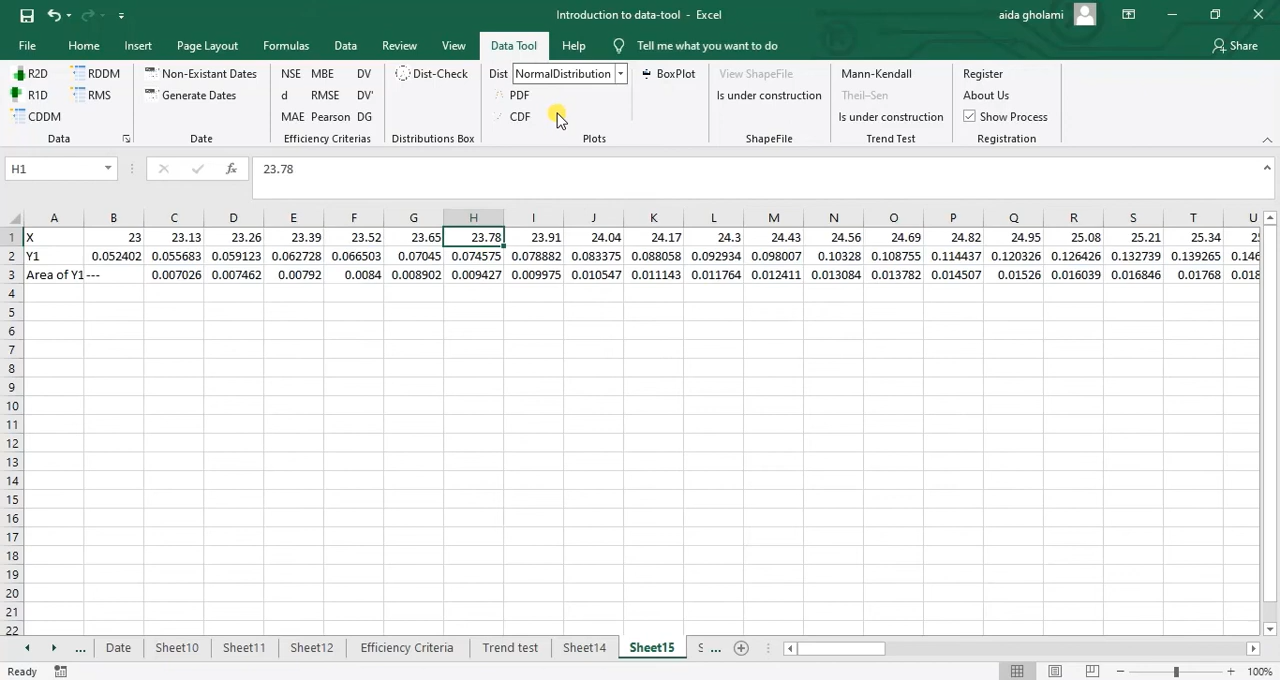 Introduction to data-tool - Excel
aida gholami
File Home Insert Page Layout Formulas Data Review View Data Tool Help Tell me what you want to do Share
R2D RDDM Non-Existant Dates NSE MBE DV Dist-Check Dist NormalDistribution BoxPlot View ShapeFile Mann-Kendall Register
R1D RMS Generate Dates d RMSE DV' PDF Is under construction Theil-Sen About Us
CDDM MAE Pearson DG CDF Is under construction Show Process
Data Date Efficiency Criterias Distributions Box Plots ShapeFile Trend Test Registration
H1 fx 23.78
A B C D E F G H I J K L M N O P Q R S T U
1 X 23 23.13 23.26 23.39 23.52 23.65 23.78 23.91 24.04 24.17 24.3 24.43 24.56 24.69 24.82 24.95 25.08 25.21 25.34
2 Y1 0.052402 0.055683 0.059123 0.062728 0.066503 0.07045 0.074575 0.078882 0.083375 0.088058 0.092934 0.098007 0.10328 0.108755 0.114437 0.120326 0.126426 0.132739 0.139265 0.146
3 Area of Y1 --- 0.007026 0.007462 0.00792 0.0084 0.008902 0.009427 0.009975 0.010547 0.011143 0.011764 0.012411 0.013084 0.013782 0.014507 0.01526 0.016039 0.016846 0.01768 0.018
4
5
6
7
8
9
10
11
12
13
14
15
16
17
18
19
20
21
22
... Date Sheet10 Sheet11 Sheet12 Efficiency Criteria Trend test Sheet14 Sheet15 ...
Ready 100%